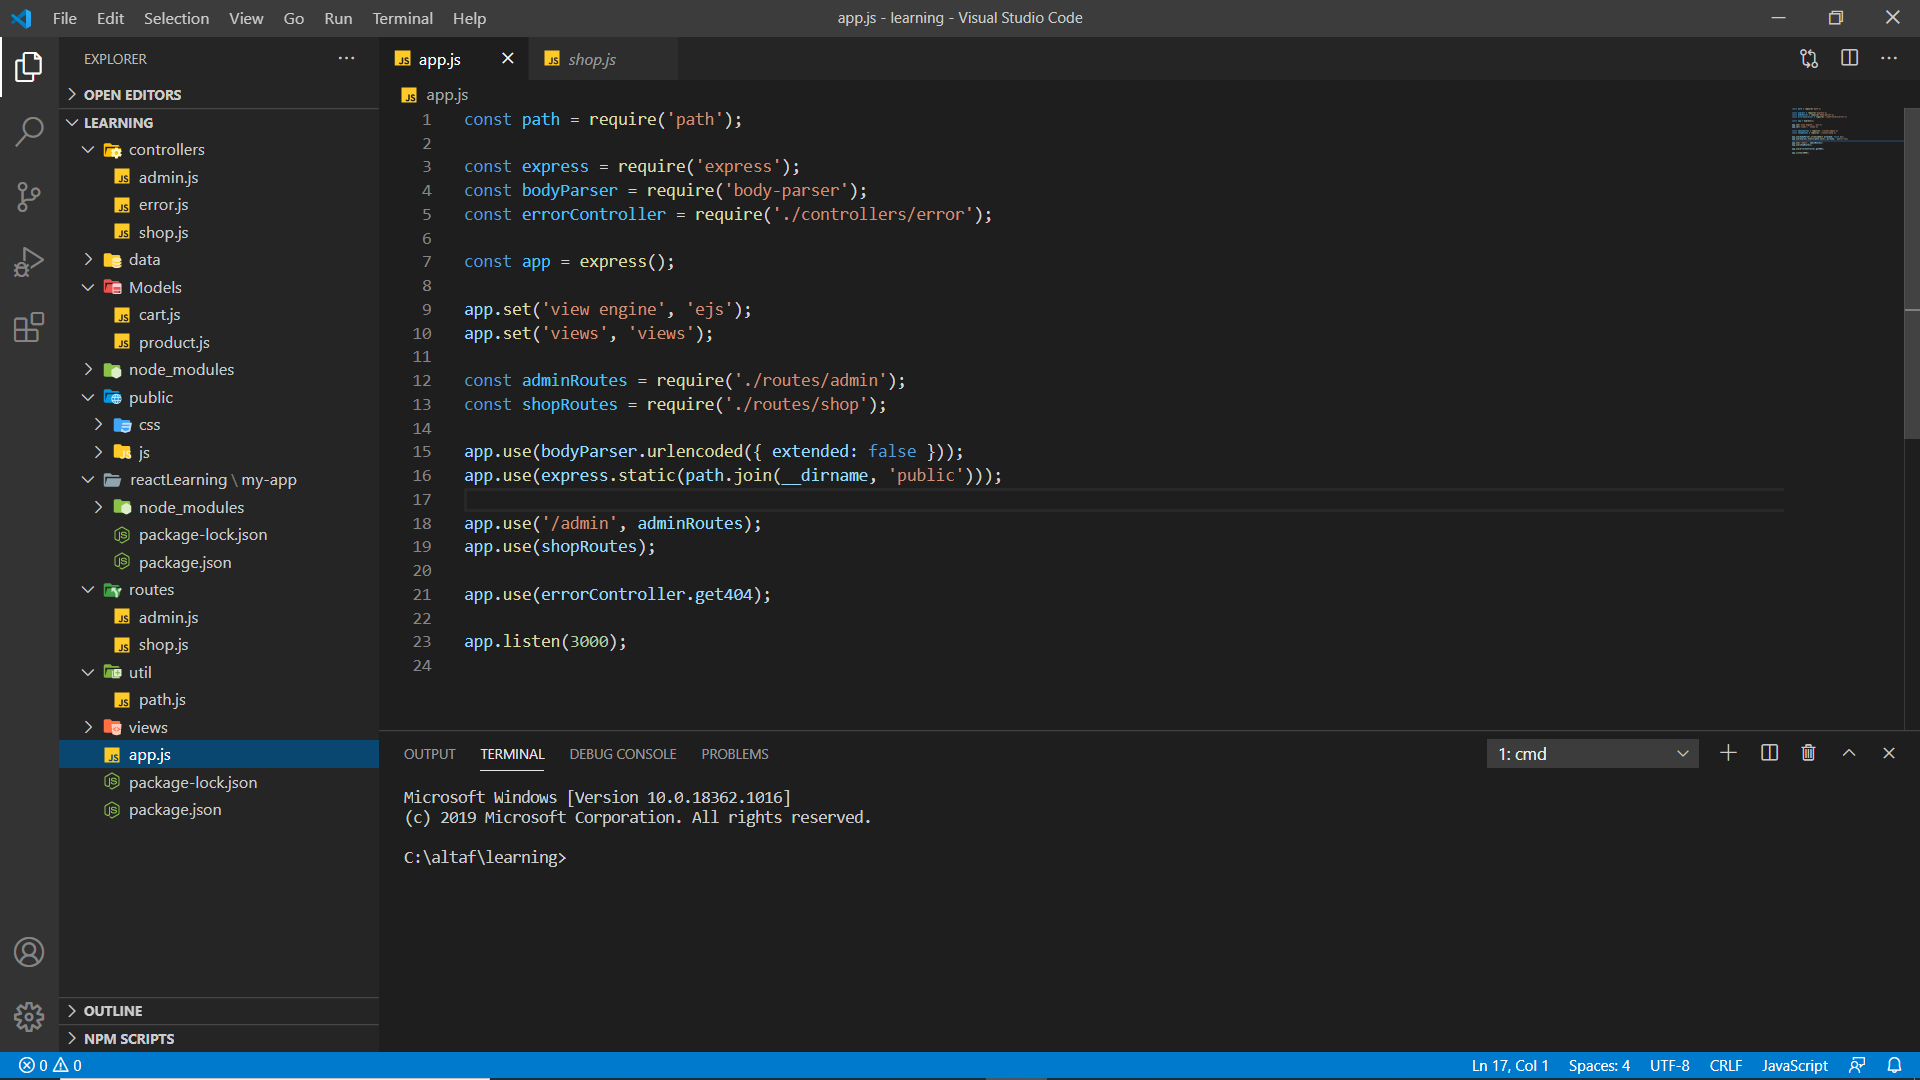 File Edit Selection View Go Run Terminal Help
app.js - learning - Visual Studio Code
EXPLORER
OPEN EDITORS
LEARNING
controllers
admin.js
error.js
shop.js
data
Models
cart.js
product.js
node_modules
public
css
js
reactLearning \ my-app
node_modules
package-lock.json
package.json
routes
admin.js
shop.js
util
path.js
views
app.js
package-lock.json
package.json
OUTLINE
NPM SCRIPTS
app.js shop.js
app.js
1 const path = require('path');
2
3 const express = require('express');
4 const bodyParser = require('body-parser');
5 const errorController = require('./controllers/error');
6
7 const app = express();
8
9 app.set('view engine', 'ejs');
10 app.set('views', 'views');
11
12 const adminRoutes = require('./routes/admin');
13 const shopRoutes = require('./routes/shop');
14
15 app.use(bodyParser.urlencoded({ extended: false }));
16 app.use(express.static(path.join(__dirname, 'public')));
17
18 app.use('/admin', adminRoutes);
19 app.use(shopRoutes);
20
21 app.use(errorController.get404);
22
23 app.listen(3000);
24
OUTPUT TERMINAL DEBUG CONSOLE PROBLEMS
1: cmd
Microsoft Windows [Version 10.0.18362.1016]
(c) 2019 Microsoft Corporation. All rights reserved.
C:\altaf\learning>
0 0
Ln 17, Col 1 Spaces: 4 UTF-8 CRLF JavaScript